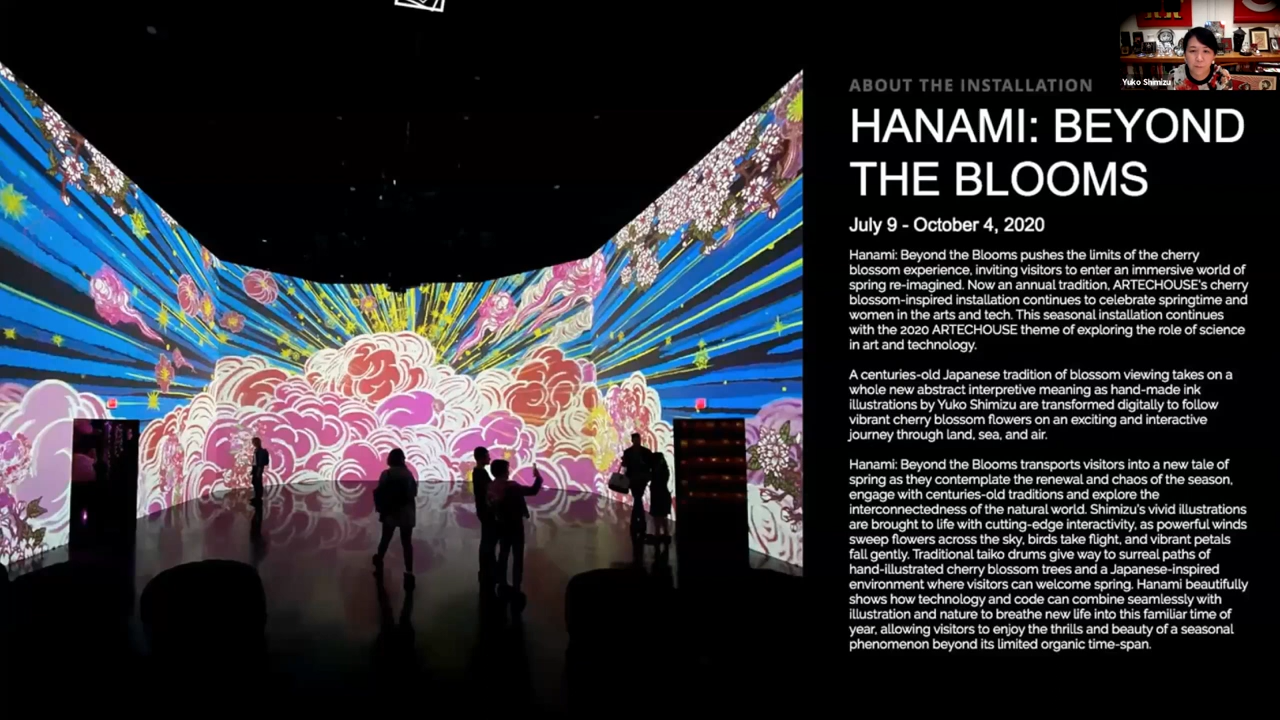 Yuko Shimizu
ABOUT THE INSTALLATION
HANAMI: BEYOND
THE BLOOMS
July 9 - October 4, 2020
Hanami: Beyond the Blooms pushes the limits of the cherry
blossom experience, inviting visitors to enter an immersive world of
spring re-imagined. Now an annual tradition, ARTECHOUSE's cherry
blossom-inspired installation continues to celebrate springtime and
women in the arts and tech. This seasonal installation continues
with the 2020 ARTECHOUSE theme of exploring the role of science
in art and technology.
A centuries-old Japanese tradition of blossom viewing takes on a
whole new abstract interpretive meaning as hand-made ink
illustrations by Yuko Shimizu are transformed digitally to follow
vibrant cherry blossom flowers on an exciting and interactive
journey through land, sea, and air.
Hanami: Beyond the Blooms transports visitors into a new tale of
spring as they contemplate the renewal and chaos of the season,
engage with centuries-old traditions and explore the
interconnectedness of the natural world. Shimizu's vivid illustrations
are brought to life with cutting-edge interactivity, as powerful winds
sweep flowers across the sky, birds take flight, and vibrant petals
fall gently. Traditional taiko drums give way to surreal paths of
hand-illustrated cherry blossom trees and a Japanese-inspired
environment where visitors can welcome spring. Hanami beautifully
shows how technology and code can combine seamlessly with
illustration and nature to breathe new life into this familiar time of
year, allowing visitors to enjoy the thrills and beauty of a seasonal
phenomenon beyond its limited organic time-span.